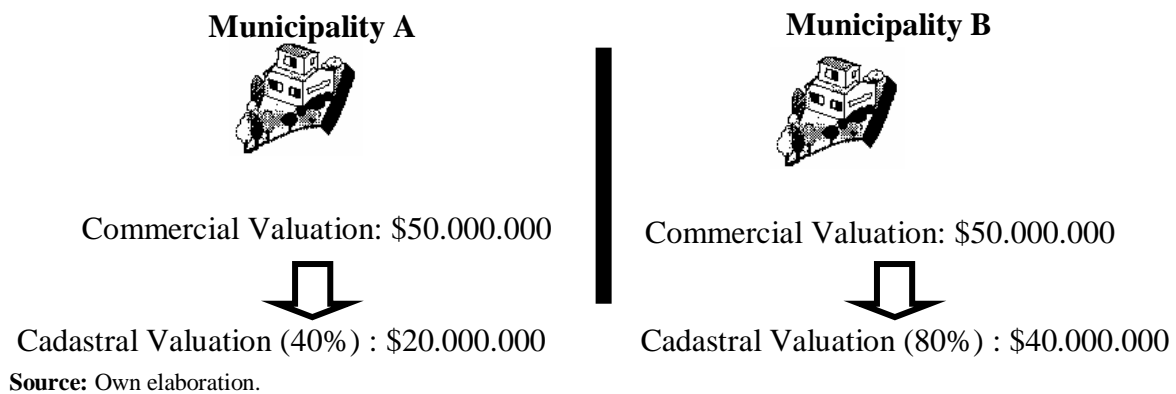 Municipality A
Commercial Valuation: $50.000.000
Cadastral Valuation (40%) : $20.000.000
Municipality B
Commercial Valuation: $50.000.000
Cadastral Valuation (80%) : $40.000.000
Source: Own elaboration.